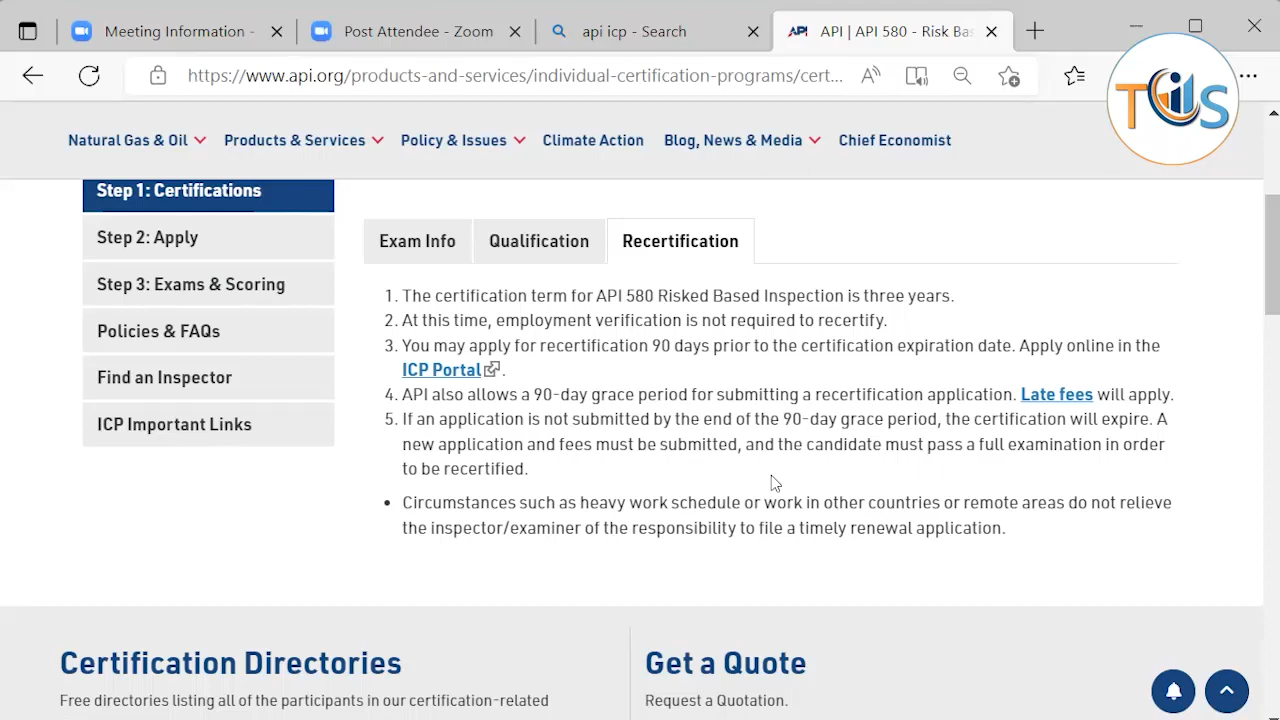 Meeting Information -
Post Attendee - Zoom
api icp - Search
API | API 580 - Risk Bas
https://www.api.org/products-and-services/individual-certification-programs/cert...
TCILS
Natural Gas & Oil
Products & Services
Policy & Issues
Climate Action
Blog, News & Media
Chief Economist
Step 1: Certifications
Step 2: Apply
Step 3: Exams & Scoring
Policies & FAQs
Find an Inspector
ICP Important Links
Exam Info
Qualification
Recertification
1. The certification term for API 580 Risked Based Inspection is three years.
2. At this time, employment verification is not required to recertify.
3. You may apply for recertification 90 days prior to the certification expiration date. Apply online in the
ICP Portal.
4. API also allows a 90-day grace period for submitting a recertification application. Late fees will apply.
5. If an application is not submitted by the end of the 90-day grace period, the certification will expire. A
new application and fees must be submitted, and the candidate must pass a full examination in order
to be recertified.
• Circumstances such as heavy work schedule or work in other countries or remote areas do not relieve
the inspector/examiner of the responsibility to file a timely renewal application.
Certification Directories
Free directories listing all of the participants in our certification-related
Get a Quote
Request a Quotation.